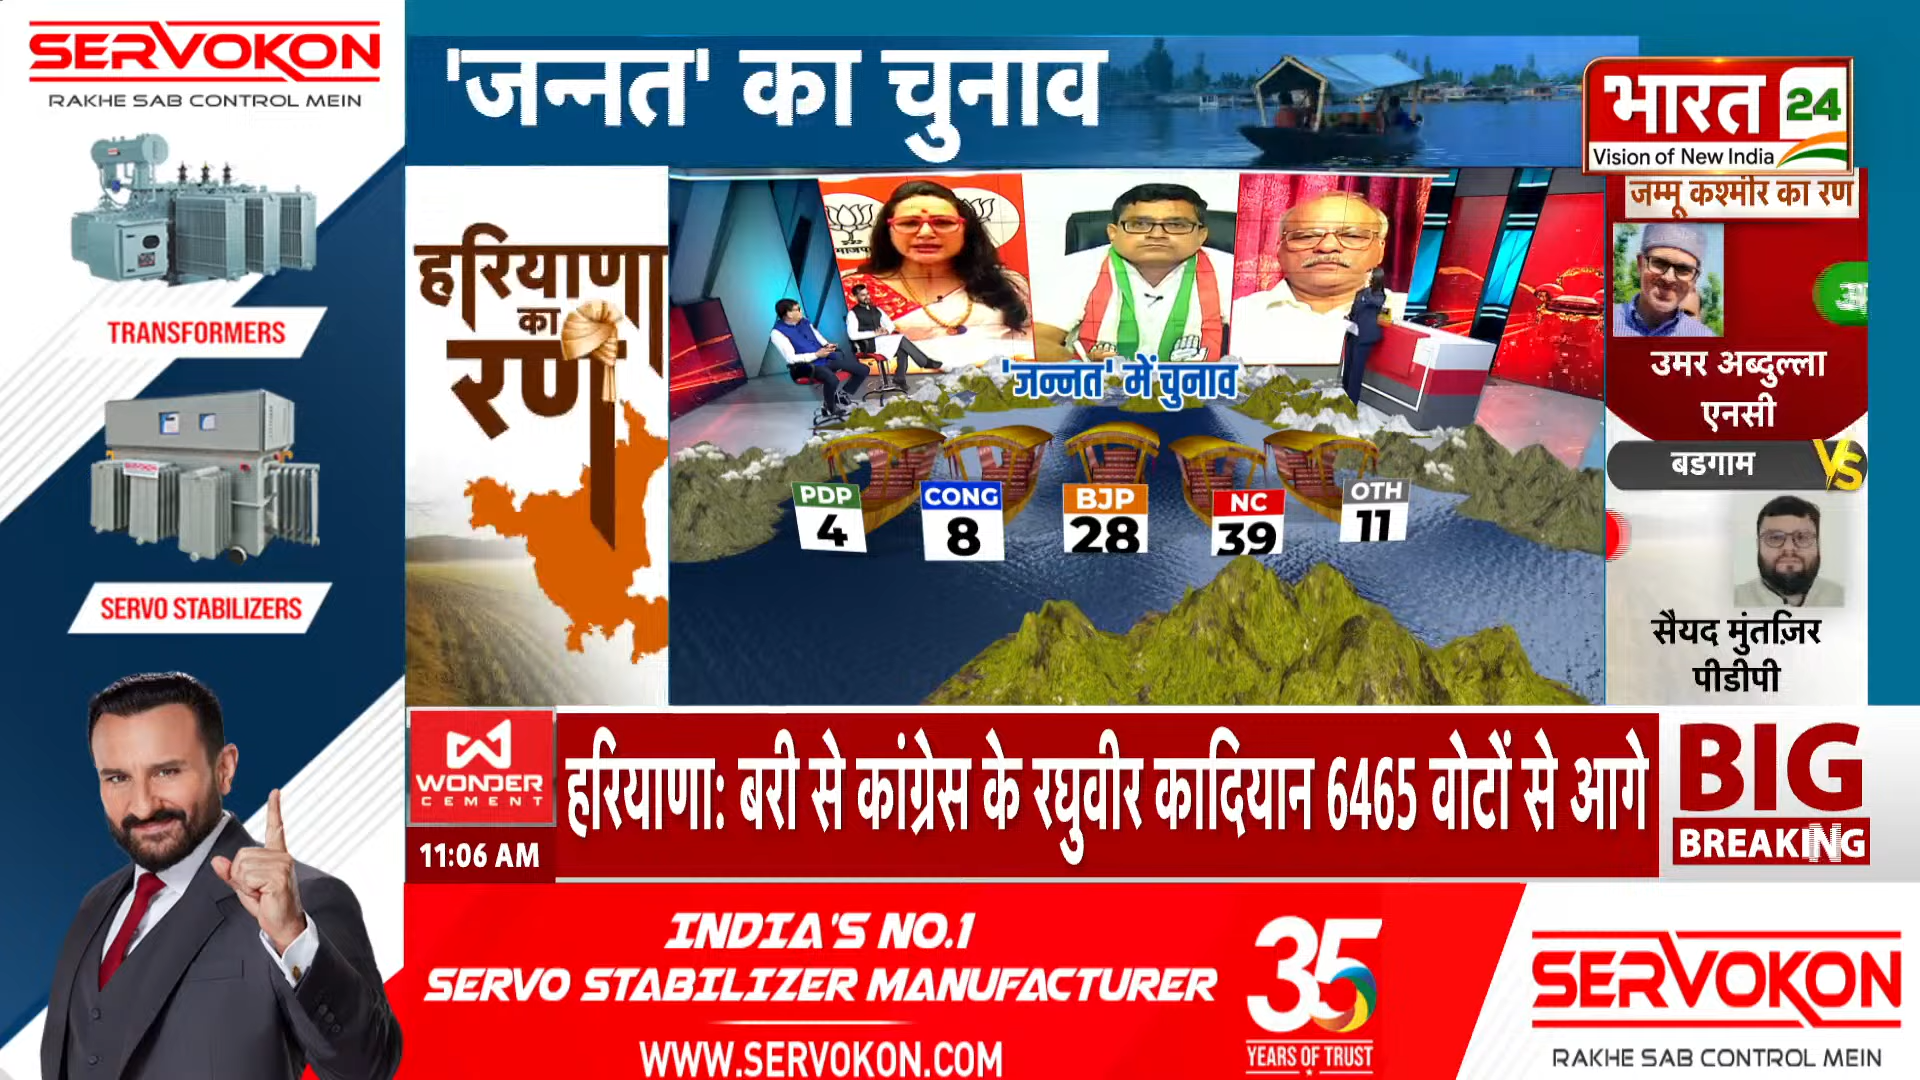 SERVOKON
RAKHE SAB CONTROL MEIN
TRANSFORMERS
SERVOKON
SERVO STABILIZERS
'जन्नत' का चुनाव
भारत 24
Vision of New India
हरियाणा
का
रण
'जन्नत' में चुनाव
PDP
4
CONG
8
BJP
28
NC
39
OTH
11
जम्मू कश्मीर का रण
उमर अब्दुल्ला
एनसी
बडगाम
VS
सैयद मुंतज़िर
पीडीपी
WONDER
CEMENT
11:06 AM
हरियाणा: बरी से कांग्रेस के रघुवीर कादियान 6465 वोटों से आगे
BIG
BREAKING
INDIA'S NO.1
SERVO STABILIZER MANUFACTURER
WWW.SERVOKON.COM
35
YEARS OF TRUST
SERVOKON
RAKHE SAB CONTROL MEIN